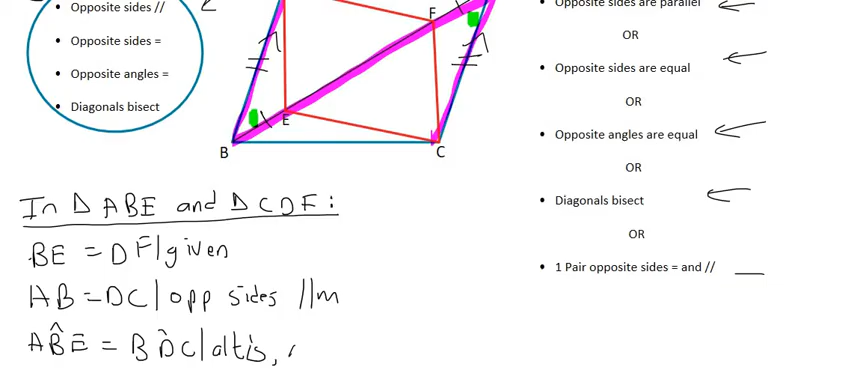 Opposite sides //
Opposite sides =
Opposite angles =
Diagonals bisect
F
E
B
C
Opposite sides are parallel
OR
Opposite sides are equal
OR
Opposite angles are equal
OR
Diagonals bisect
OR
1 Pair opposite sides = and //
In Δ ABE and Δ CDF:
BE = DF | given
AB = DC | opp sides //m
AB̂E = BD̂C | alt∠s,